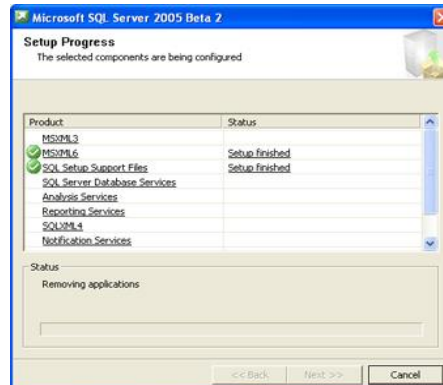 Microsoft SQL Server 2005 Beta 2
Setup Progress
The selected components are being configured
Product Status
MSXML3
MSXML6 Setup finished
SQL Setup Support Files Setup finished
SQL Server Database Services
Analysis Services
Reporting Services
SQLXML4
Notification Services
Status
Removing applications
<< Back Next >> Cancel